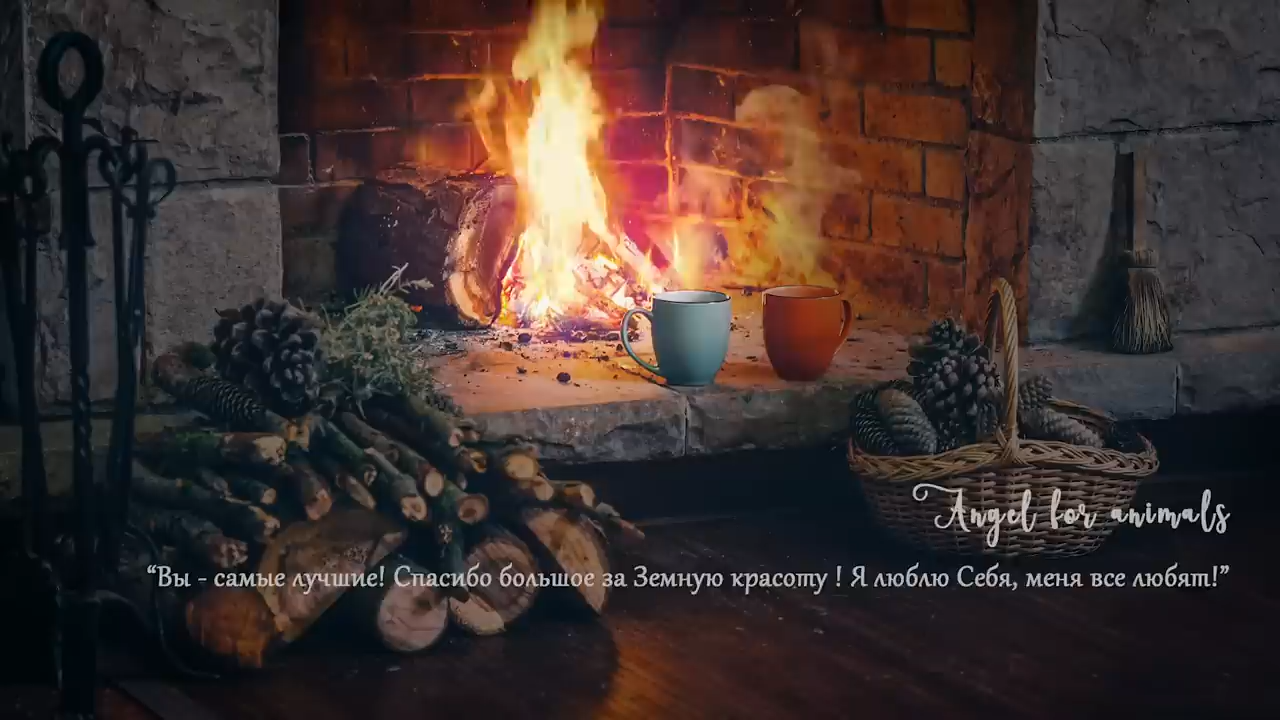 Angel for animals
“Вы - самые лучшие! Спасибо большое за Земную красоту ! Я люблю Себя, меня все любят!”